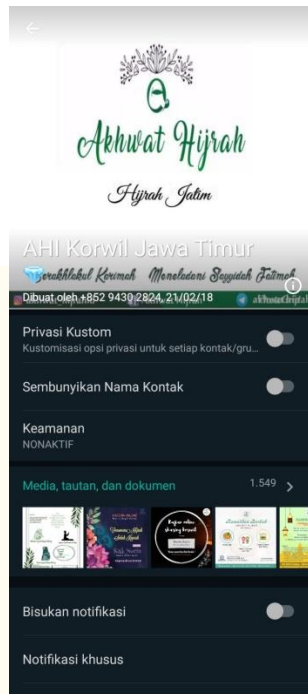 Akhwat Hijrah
Hijrah Jatim
AHI Korwil Jawa Timur
Berakhlakul Karimah Meneladani Sayyidah Fatimah
Dibuat oleh +852 9430 2824, 21/02/18
Privasi Kustom
Kustomisasi opsi privasi untuk setiap kontak/gru...
Sembunyikan Nama Kontak
Keamanan
NONAKTIF
Media, tautan, dan dokumen 1.549
Bisukan notifikasi
Notifikasi khusus